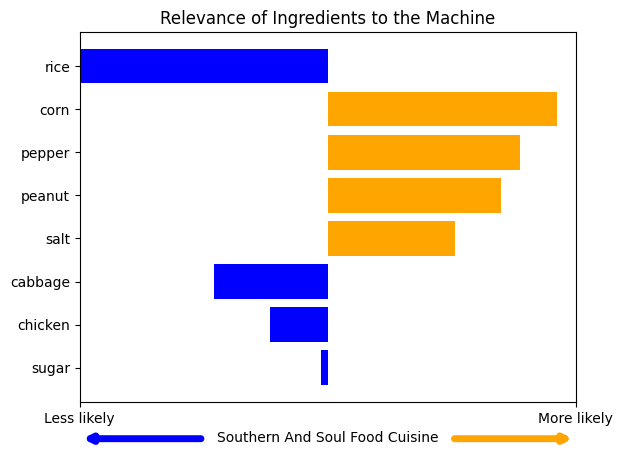 Relevance of Ingredients to the Machine
rice
corn
pepper
peanut
salt
cabbage
chicken
sugar
Less likely More likely
Southern And Soul Food Cuisine